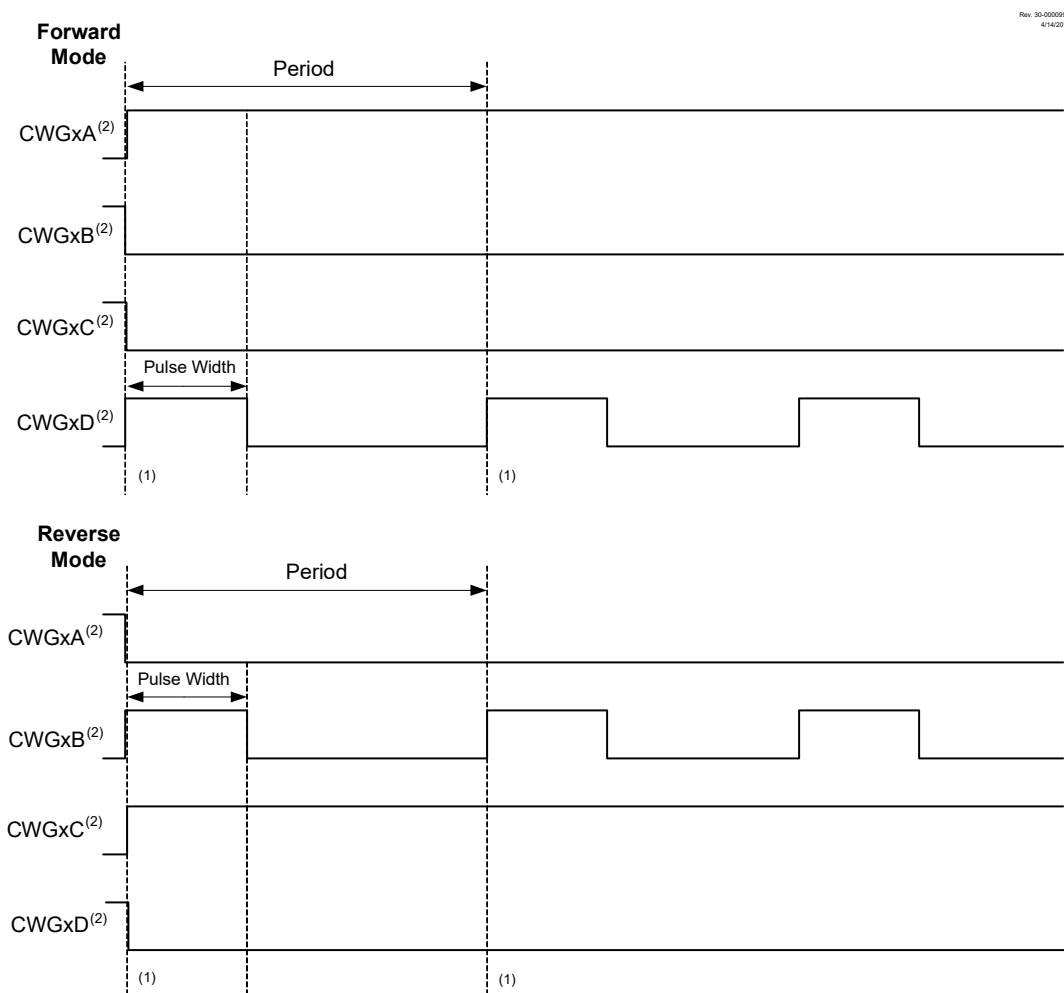 Rev. 30-000099
4/14/20
Forward
Mode
Period
CWGxA(2)
CWGxB(2)
CWGxC(2)
Pulse Width
CWGxD(2)
(1)
(1)
Reverse
Mode
Period
CWGxA(2)
Pulse Width
CWGxB(2)
CWGxC(2)
CWGxD(2)
(1)
(1)